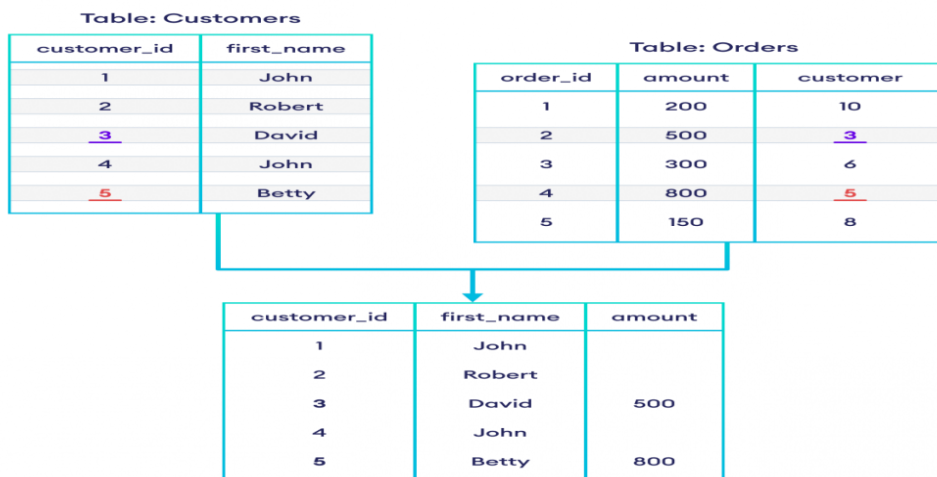 Table: Customers
customer_id first_name
1 John
2 Robert
3 David
4 John
5 Betty
Table: Orders
order_id amount customer
1 200 10
2 500 3
3 300 6
4 800 5
5 150 8
customer_id first_name amount
1 John
2 Robert
3 David 500
4 John
5 Betty 800